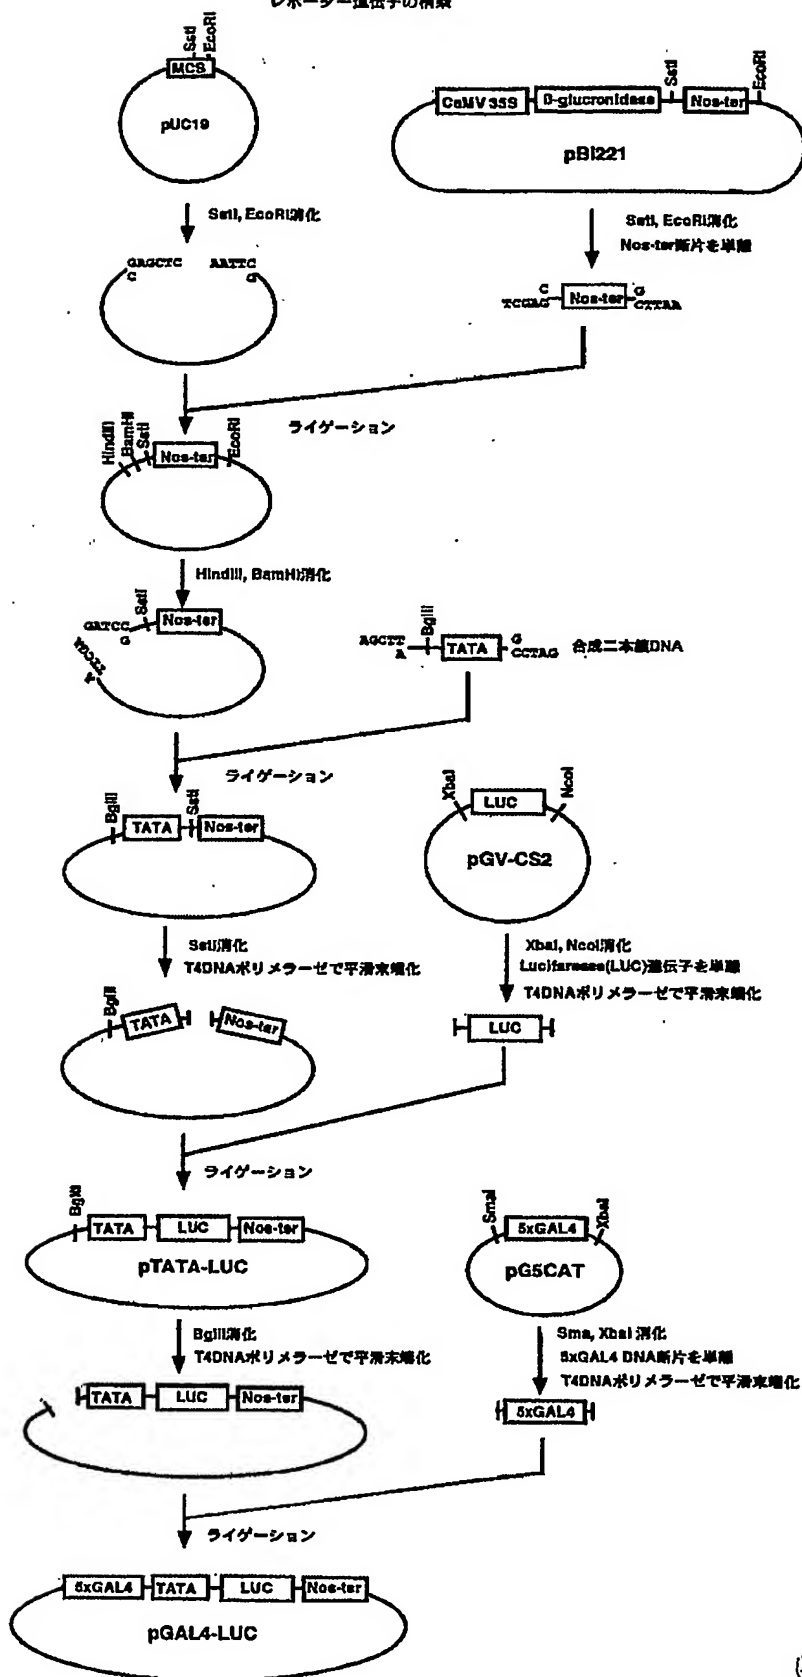 レポーター遺伝子の構築
SstI
EcoRI
MCS
pUC19
CaMV 35S
B-glucronidase
SstI
Nos-ter
EcoRI
pBI221
SstI, EcoRI消化
SstI, EcoRI消化
Nos-ter断片を単離
GAGCTC AATTC
C G
C G
TCGAG Nos-ter CTTAA
ライゲーション
HindIII
BamHI
SstI
Nos-ter
EcoRI
HindIII, BamHI消化
SstI
GATCC
G
Nos-ter
TTCGA
A
AGCTT
A
BglII
TATA
G
CCTAG
合成二本鎖DNA
ライゲーション
BglII
TATA
SstI
Nos-ter
XbaI
LUC
NcoI
pGV-CS2
SstI消化
T4DNAポリメラーゼで平滑末端化
XbaI, NcoI消化
Luciferease(LUC)遺伝子を単離
T4DNAポリメラーゼで平滑末端化
BglII
TATA
Nos-ter
LUC
ライゲーション
BglII
TATA LUC Nos-ter
pTATA-LUC
SmaI
5xGAL4
XbaI
pG5CAT
BglII消化
T4DNAポリメラーゼで平滑末端化
Sma, XbaI 消化
5xGAL4 DNA断片を単離
T4DNAポリメラーゼで平滑末端化
TATA LUC Nos-ter
5xGAL4
ライゲーション
5xGAL4 TATA LUC Nos-ter
pGAL4-LUC